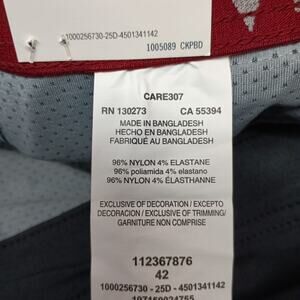 1000256730-25D-4501341142
1005089 CKPBD
CARE307
RN 130273 CA 55394
MADE IN BANGLADESH
HECHO EN BANGLADESH
FABRIQUÉ AU BANGLADESH
96% NYLON 4% ELASTANE
96% poliamida 4% elastano
96% NYLON 4% ÉLASTHANNE
EXCLUSIVE OF DECORATION / EXCEPTO
DECORACION / EXCLUSIVE OF TRIMMING/
GARNITURE NON COMPRISE
112367876
42
1000256730 - 25D - 4501341142